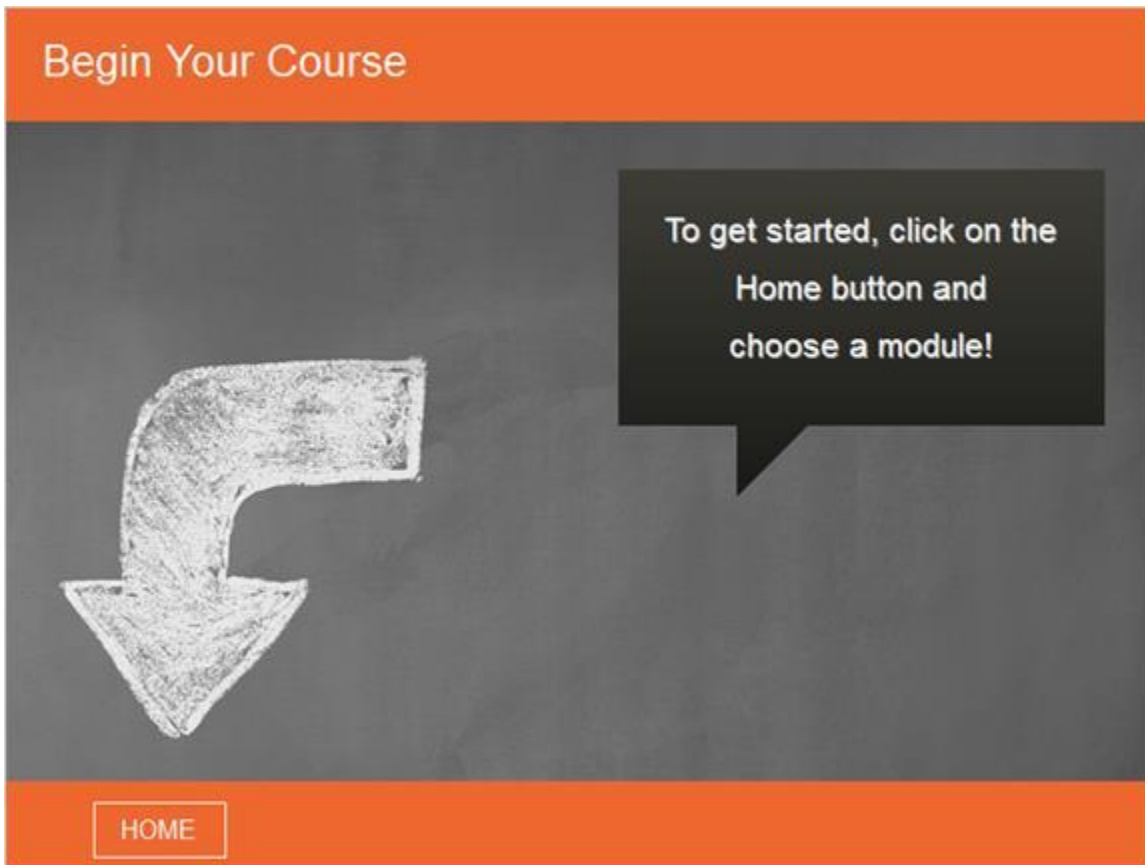 Begin Your Course
To get started, click on the
Home button and
choose a module!
HOME